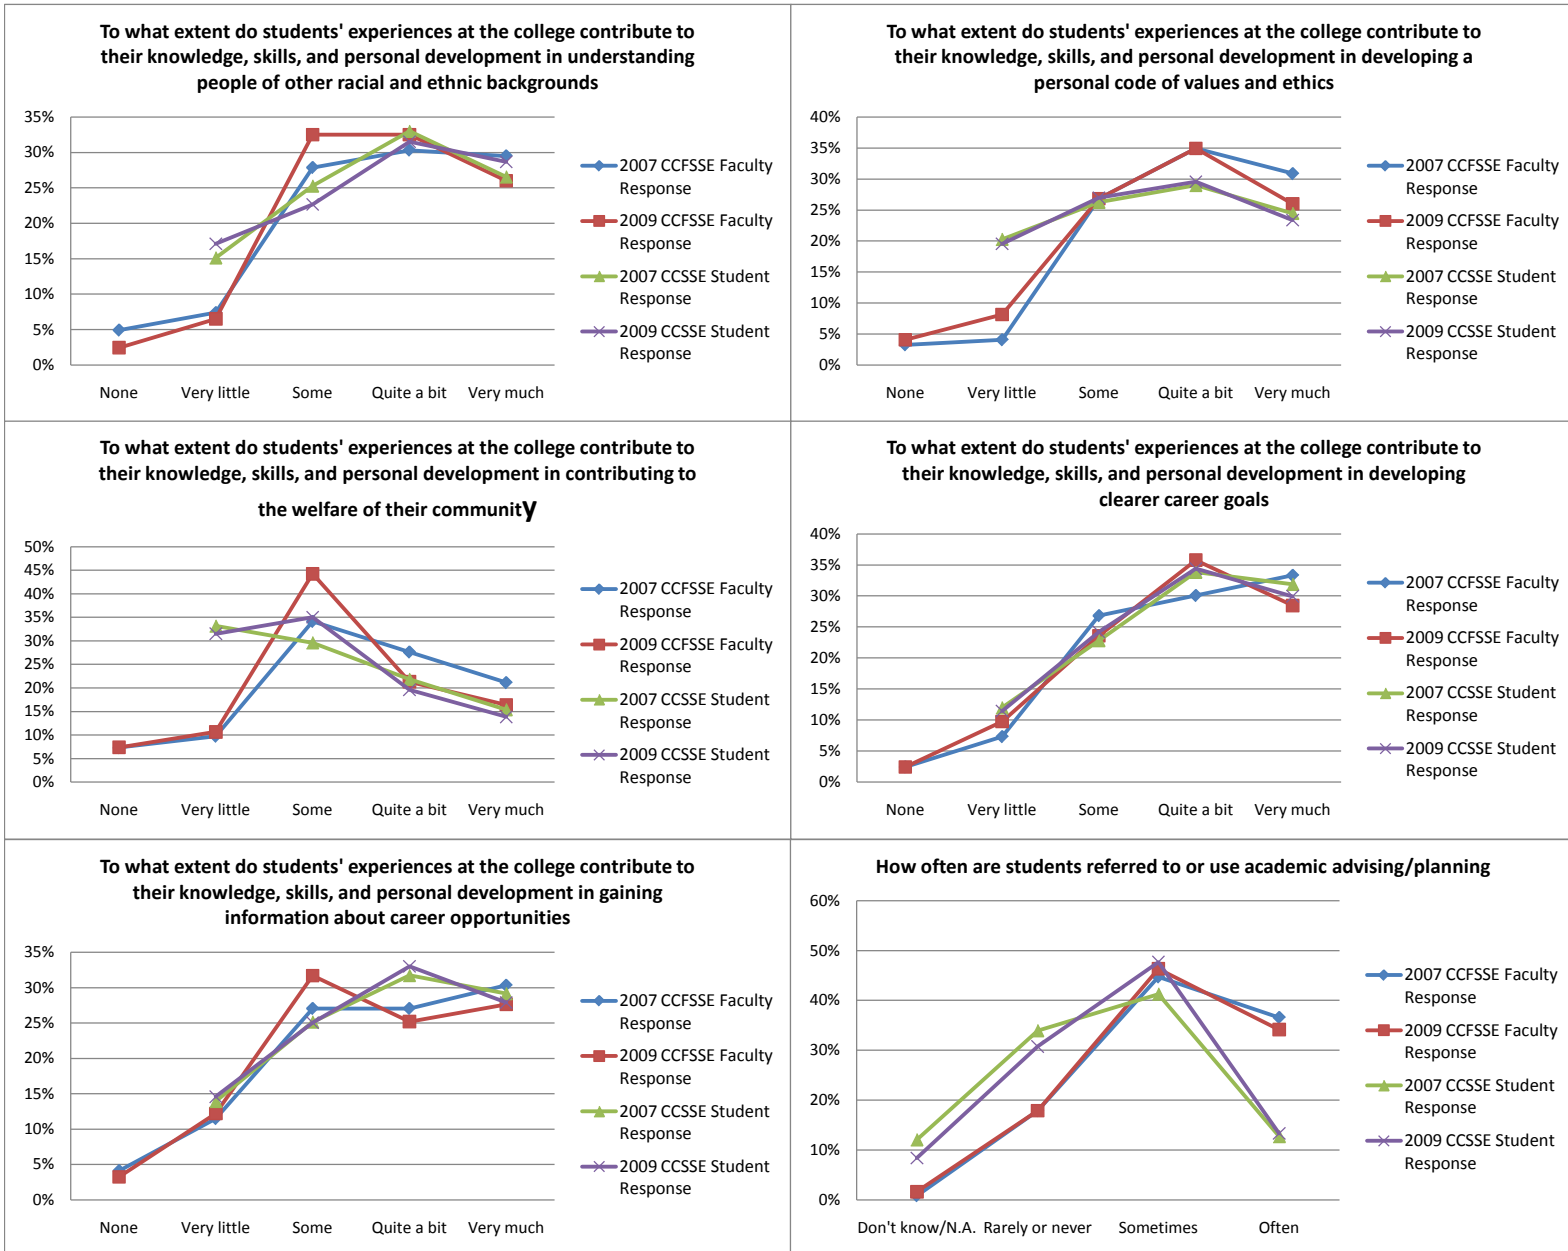 To what extent do students' experiences at the college contribute to
their knowledge, skills, and personal development in understanding
people of other racial and ethnic backgrounds
35%
30%
25%
20%
15%
10%
5%
0%
None
Very little
Some
Quite a bit
Very much
2007 CCFSSE Faculty
Response
2009 CCFSSE Faculty
Response
2007 CCSSE Student
Response
2009 CCSSE Student
Response
To what extent do students' experiences at the college contribute to
their knowledge, skills, and personal development in developing a
personal code of values and ethics
40%
35%
30%
25%
20%
15%
10%
5%
0%
None
Very little
Some
Quite a bit
Very much
2007 CCFSSE Faculty
Response
2009 CCFSSE Faculty
Response
2007 CCSSE Student
Response
2009 CCSSE Student
Response
To what extent do students' experiences at the college contribute to
their knowledge, skills, and personal development in contributing to
the welfare of their community
50%
45%
40%
35%
30%
25%
20%
15%
10%
5%
0%
None
Very little
Some
Quite a bit
Very much
2007 CCFSSE Faculty
Response
2009 CCFSSE Faculty
Response
2007 CCSSE Student
Response
2009 CCSSE Student
Response
To what extent do students' experiences at the college contribute to
their knowledge, skills, and personal development in developing
clearer career goals
40%
35%
30%
25%
20%
15%
10%
5%
0%
None
Very little
Some
Quite a bit
Very much
2007 CCFSSE Faculty
Response
2009 CCFSSE Faculty
Response
2007 CCSSE Student
Response
2009 CCSSE Student
Response
To what extent do students' experiences at the college contribute to
their knowledge, skills, and personal development in gaining
information about career opportunities
35%
30%
25%
20%
15%
10%
5%
0%
None
Very little
Some
Quite a bit
Very much
2007 CCFSSE Faculty
Response
2009 CCFSSE Faculty
Response
2007 CCSSE Student
Response
2009 CCSSE Student
Response
How often are students referred to or use academic advising/planning
60%
50%
40%
30%
20%
10%
0%
Don't know/N.A.
Rarely or never
Sometimes
Often
2007 CCFSSE Faculty
Response
2009 CCFSSE Faculty
Response
2007 CCSSE Student
Response
2009 CCSSE Student
Response